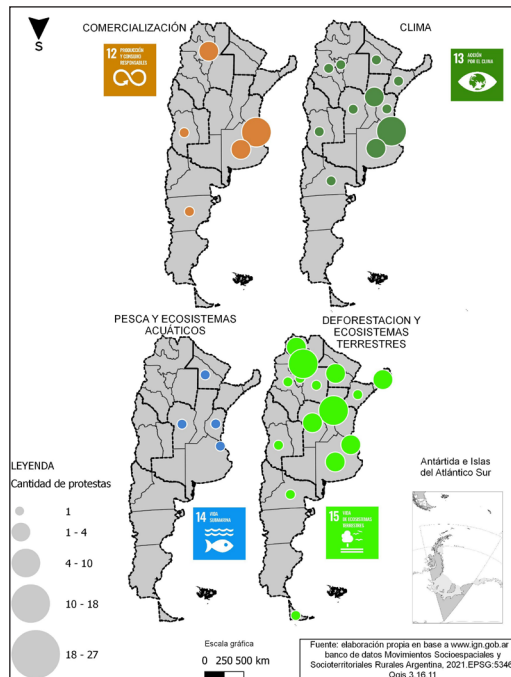 S
COMERCIALIZACIÓN
CLIMA
12 PRODUCCIÓN
Y CONSUMO
RESPONSABLES
13 ACCIÓN
POR EL CLIMA
PESCA Y ECOSISTEMAS
ACUÁTICOS
DEFORESTACION Y
ECOSISTEMAS
TERRESTRES
LEYENDA
Cantidad de protestas
1
1 - 4
4 - 10
10 - 18
18 - 27
14 VIDA
SUBMARINA
15 VIDA
DE ECOSISTEMAS
TERRESTRES
Antártida e Islas
del Atlántico Sur
Escala gráfica
0 250 500 km
Fuente: elaboración propia en base a www.ign.gob.ar
banco de datos Movimientos Socioespaciales y
Socioterritoriales Rurales Argentina, 2021.EPSG:5346
Qgis 3.16.11